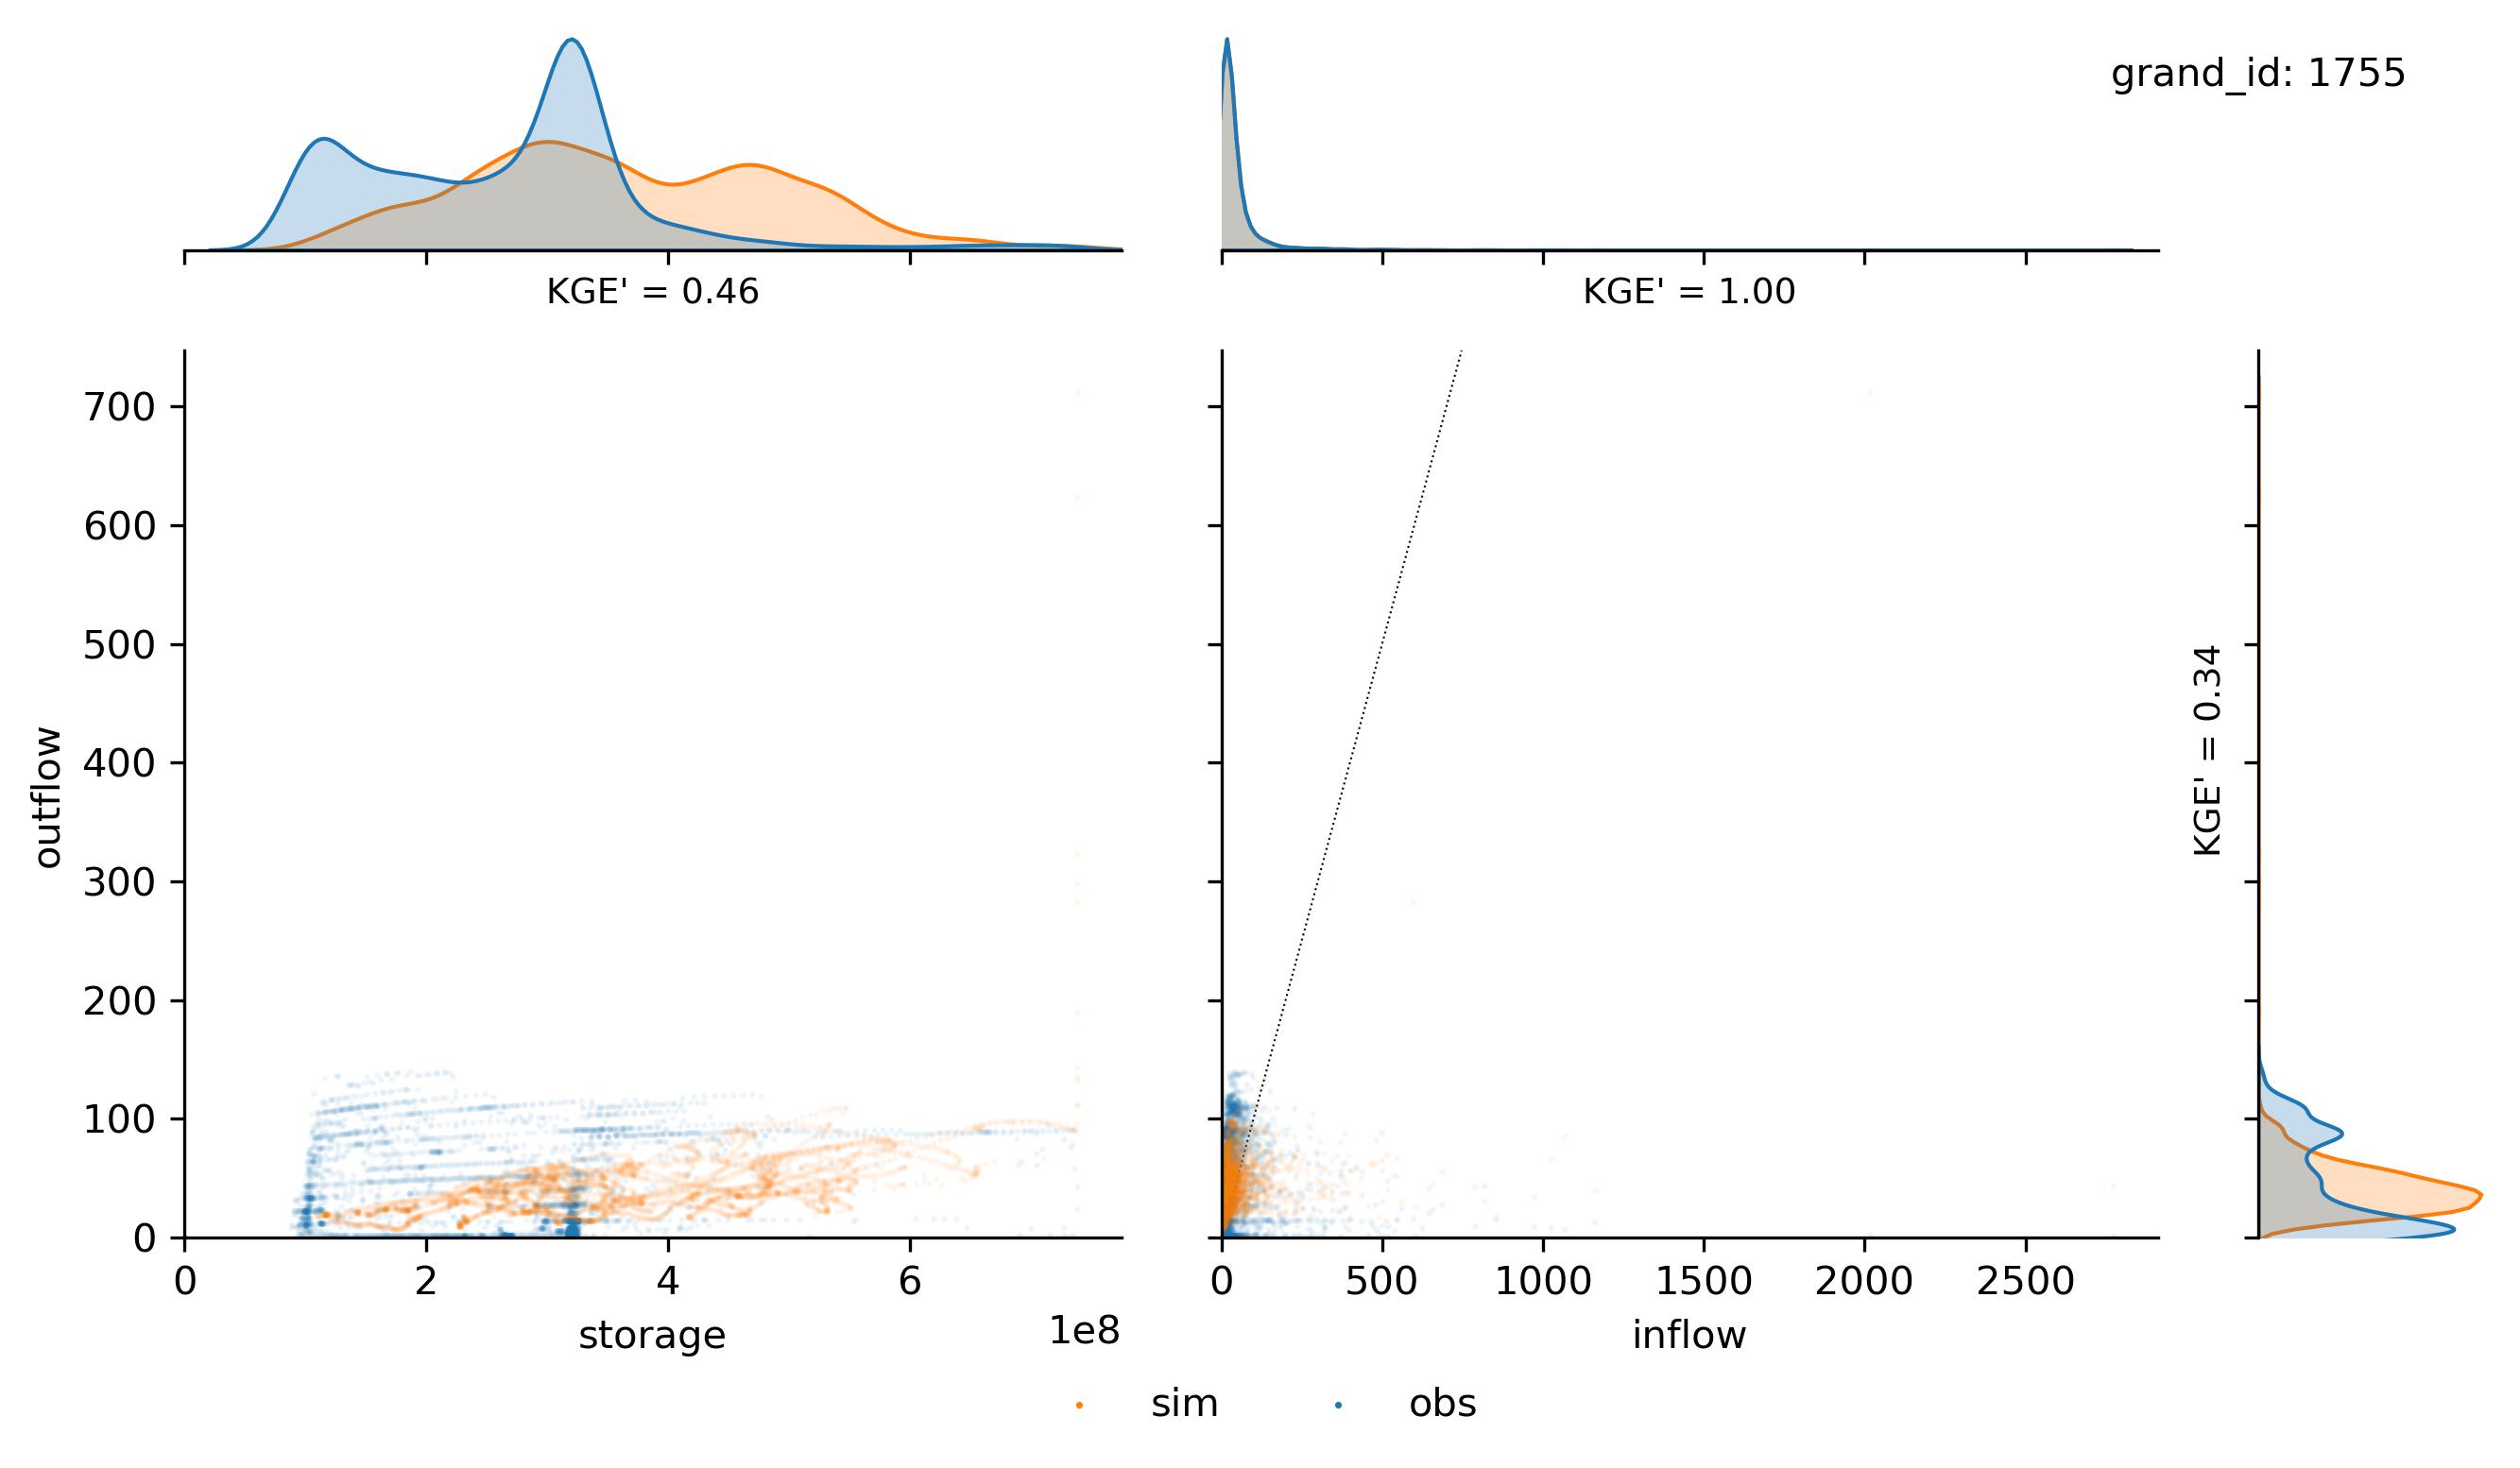 grand_id: 1755
KGE' = 0.46
KGE' = 1.00
outflow
700
600
500
400
300
200
100
0
KGE' = 0.34
0 2 4 6
1e8
storage
0 500 1000 1500 2000 2500
inflow
sim obs